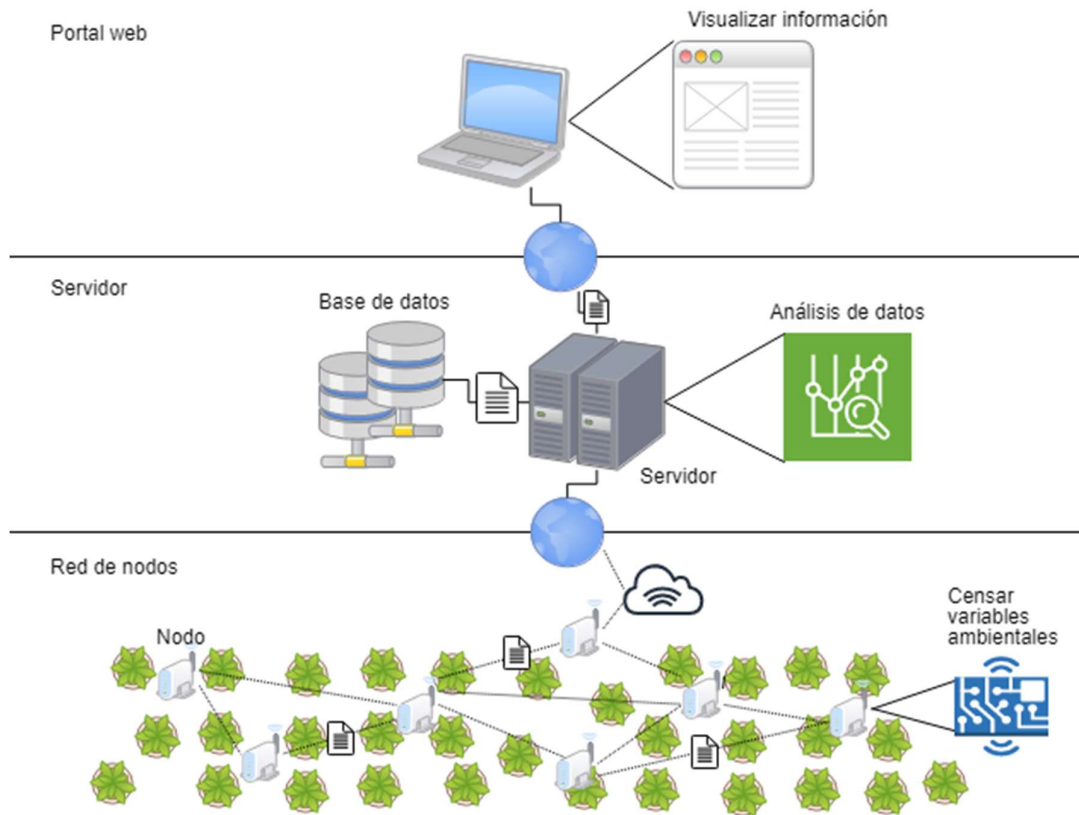 Portal web
Visualizar información
Servidor
Base de datos
Análisis de datos
Servidor
Red de nodos
Nodo
Censar
variables
ambientales